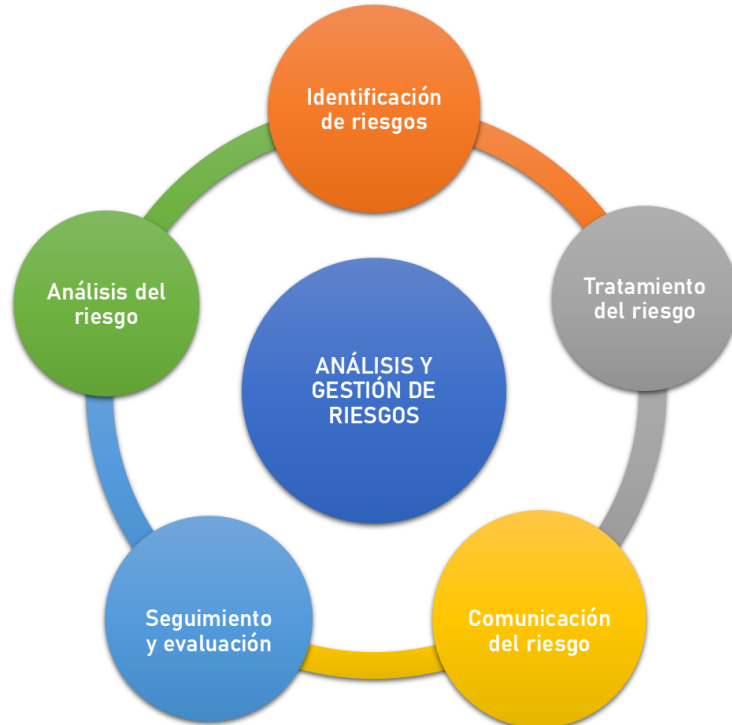 Identificación
de riesgos
Tratamiento
del riesgo
Comunicación
del riesgo
Seguimiento
y evaluación
Análisis del
riesgo
ANÁLISIS Y
GESTIÓN DE
RIESGOS